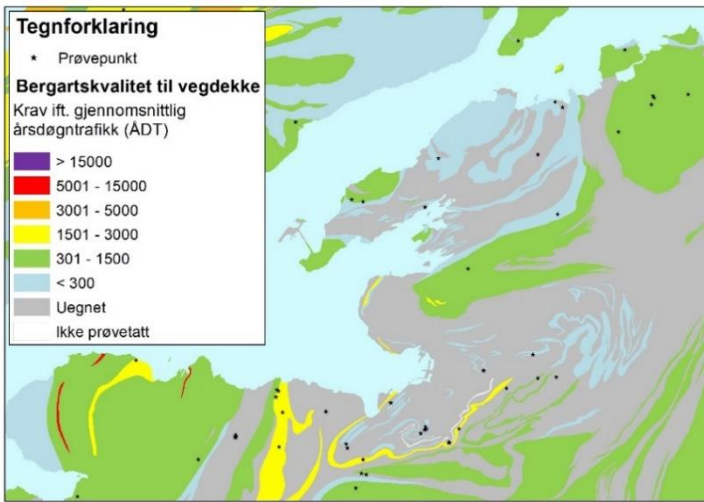 Tegnforklaring
Prøvepunkt
Bergartskvalitet til vegdekke
Krav ift. gjennomsnittlig
årsdøgntrafikk (ÅDT)
> 15000
5001 - 15000
3001 - 5000
1501 - 3000
301 - 1500
< 300
Uegnet
Ikke prøvetatt